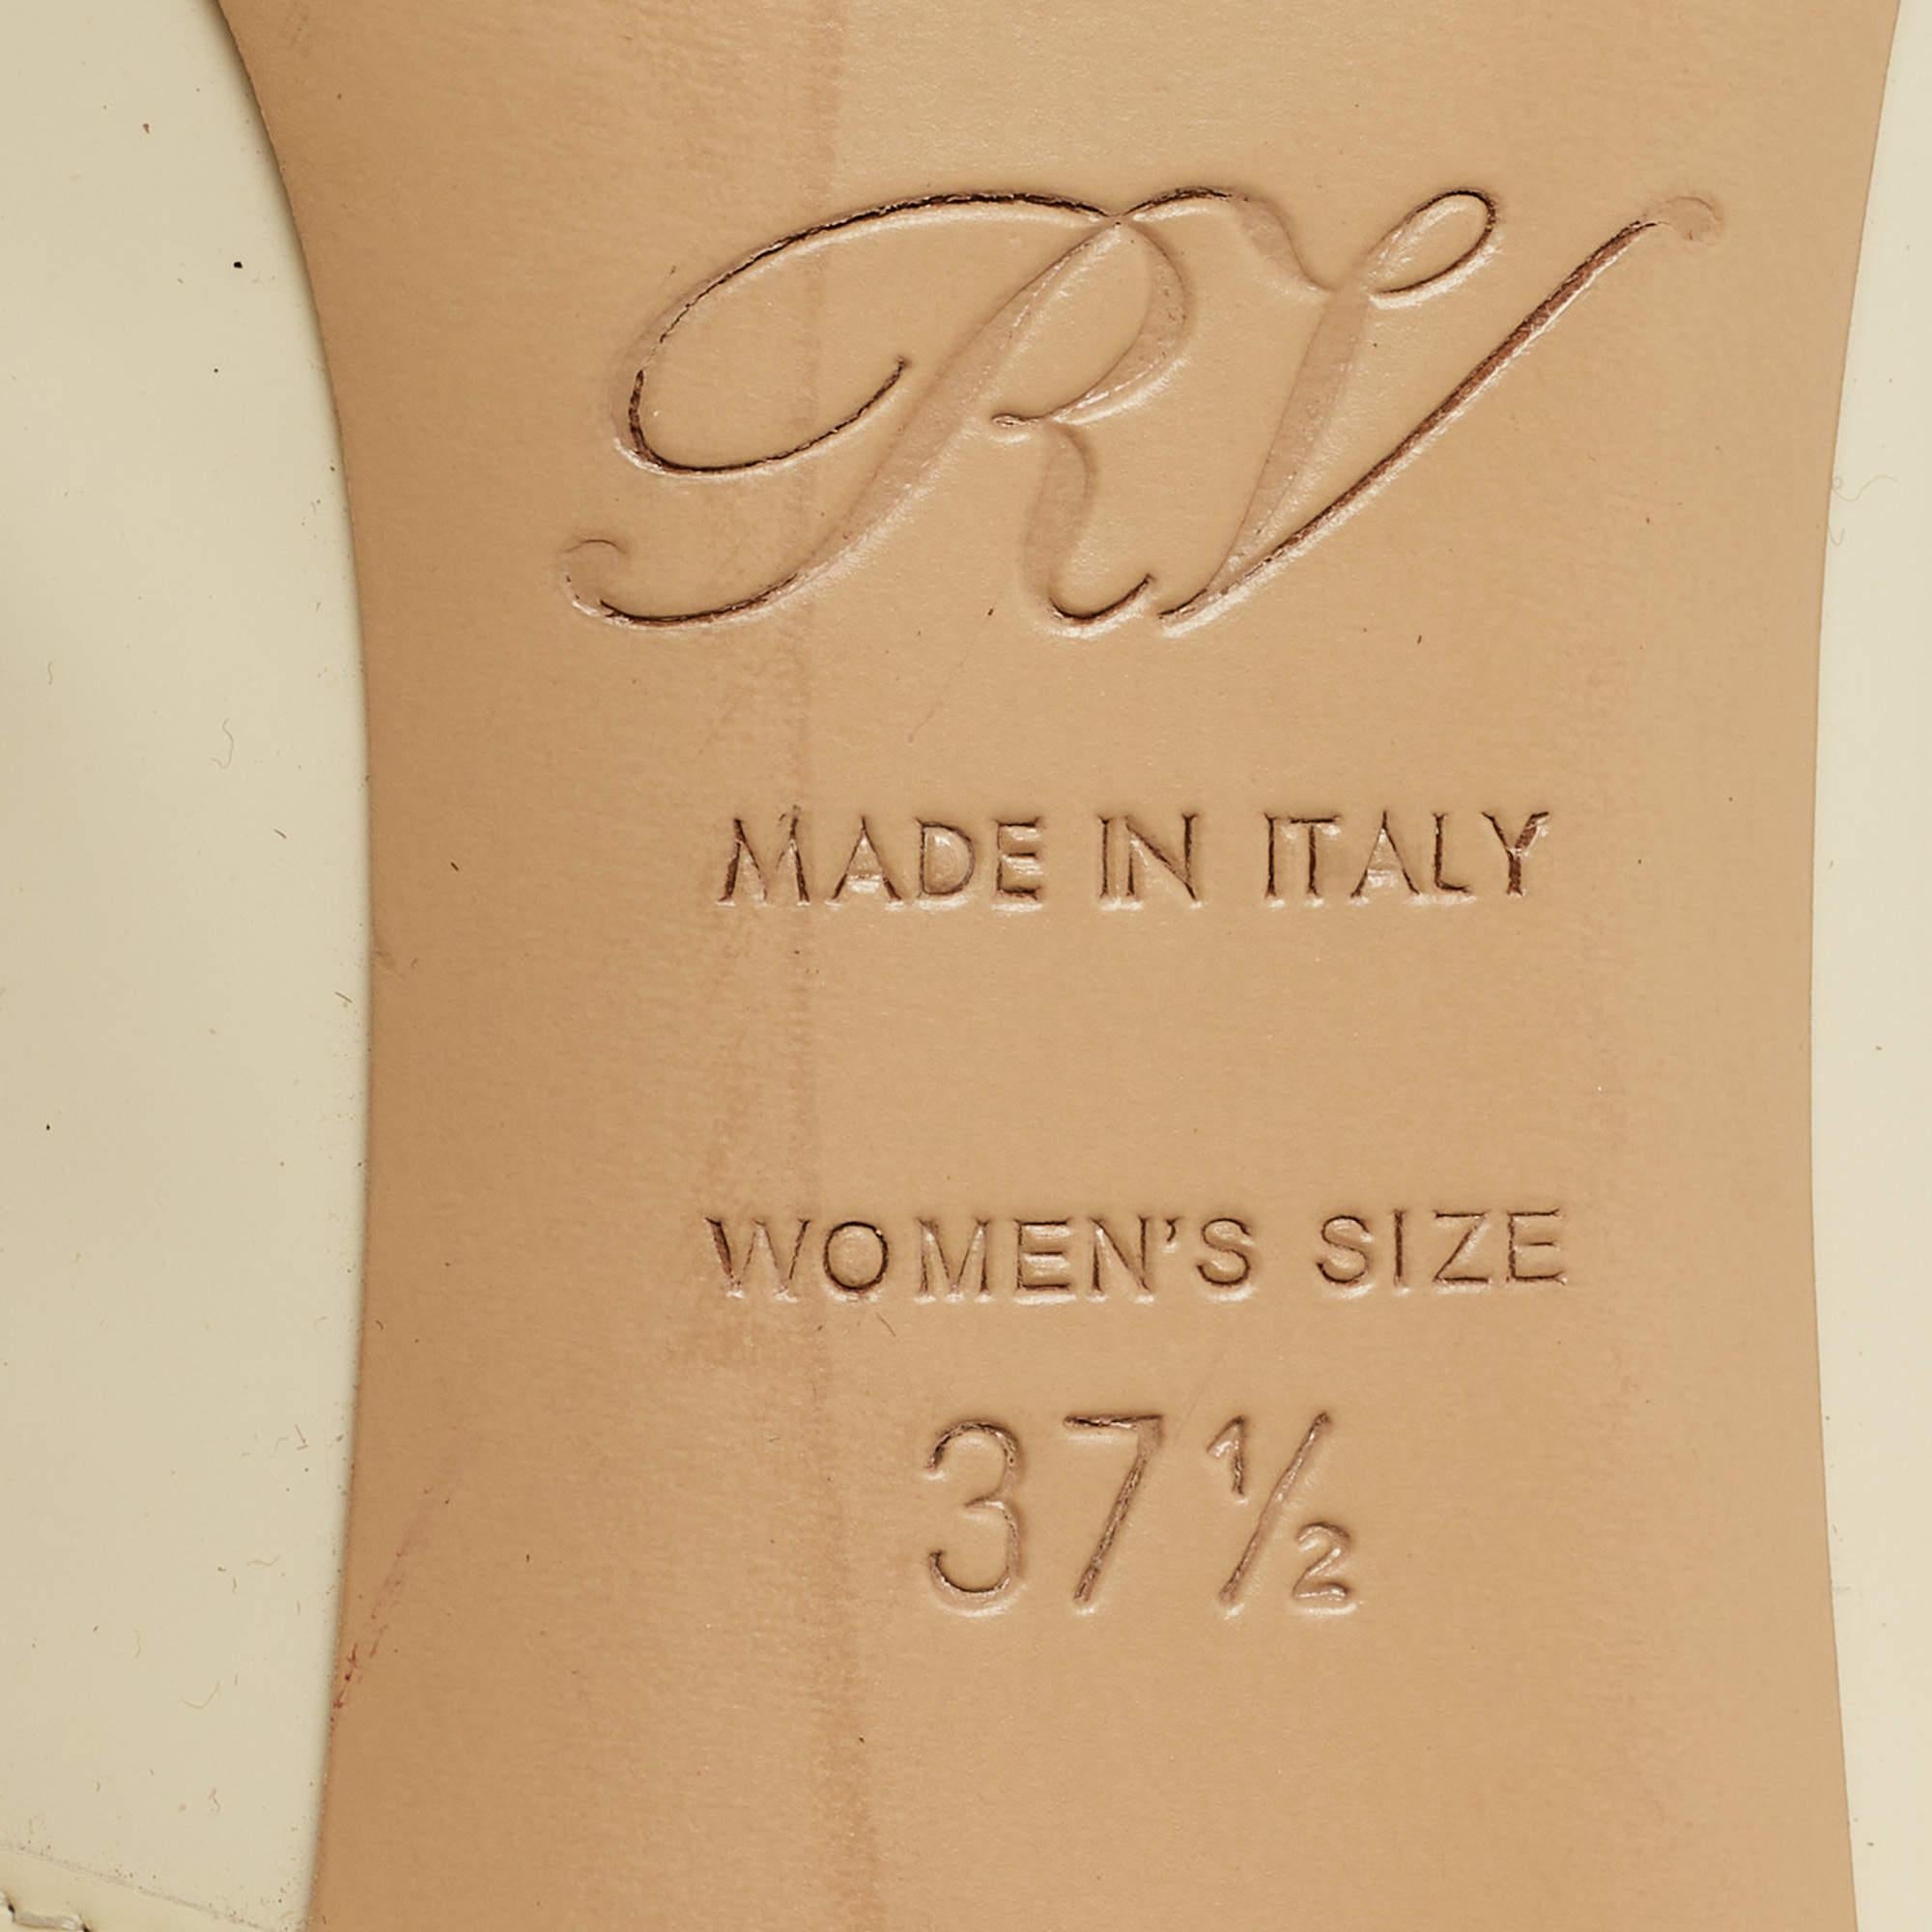 RV
MADE IN ITALY
WOMEN'S SIZE
37½